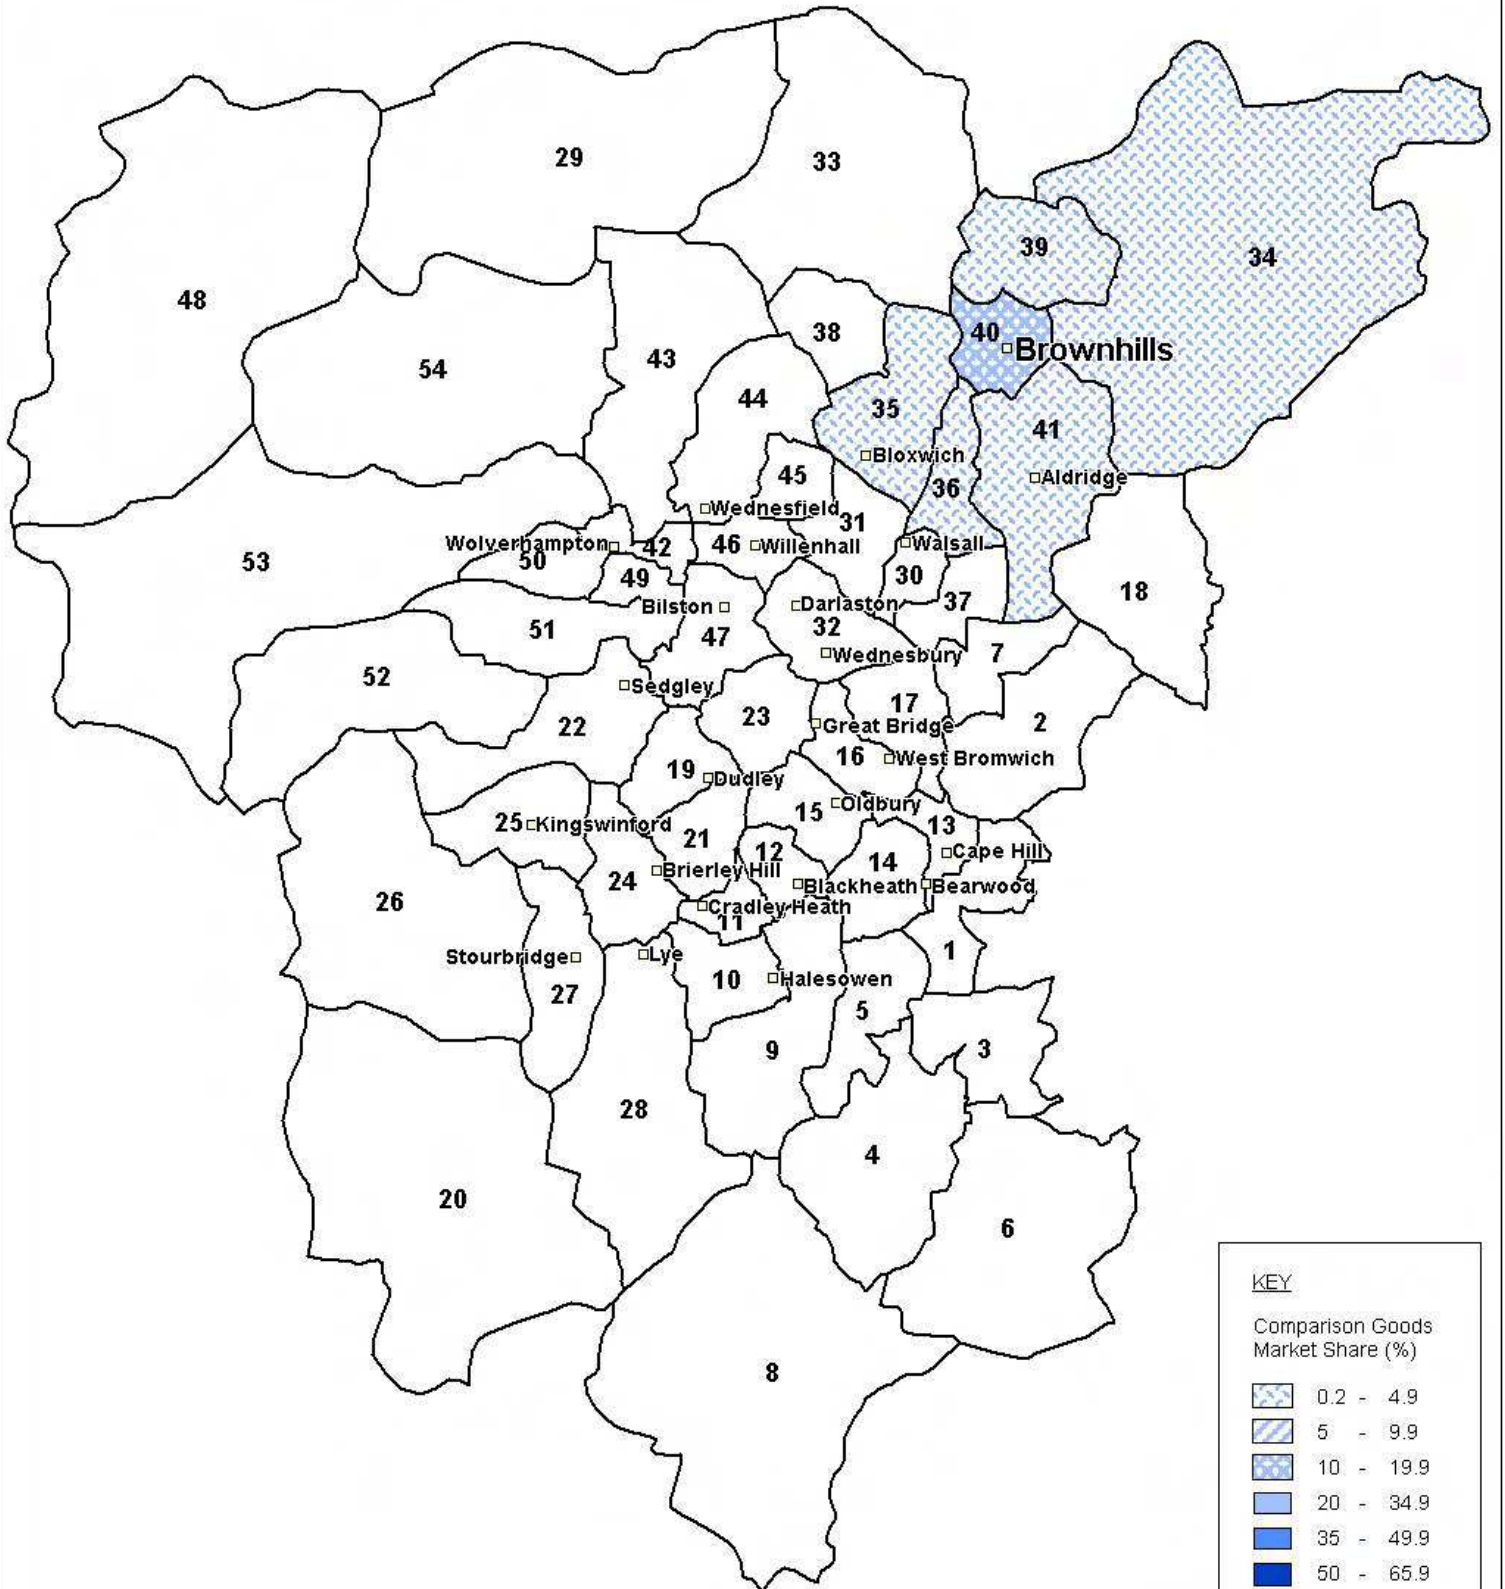 29
33
48
39
34
38
40
Brownhills
54
43
44
35
41
Bloxwich
45
36
Aldridge
Wednesfield
31
Wolverhampton
42
46
Willenhall
Walsall
53
50
49
30
18
Bilston
Darlaston
37
51
47
32
Wednesbury
7
52
Sedgley
22
23
17
2
Great Bridge
16
West Bromwich
19
Dudley
15
Oldbury
25
Kingswinford
21
13
12
Cape Hill
14
24
Brierley Hill
Blackheath
Bearwood
26
Cradley Heath
11
Stourbridge
Lye
1
27
10
Halesowen
5
9
3
28
4
20
6
8
KEY
Comparison Goods
Market Share (%)
0.2 - 4.9
5 - 9.9
10 - 19.9
20 - 34.9
35 - 49.9
50 - 65.9